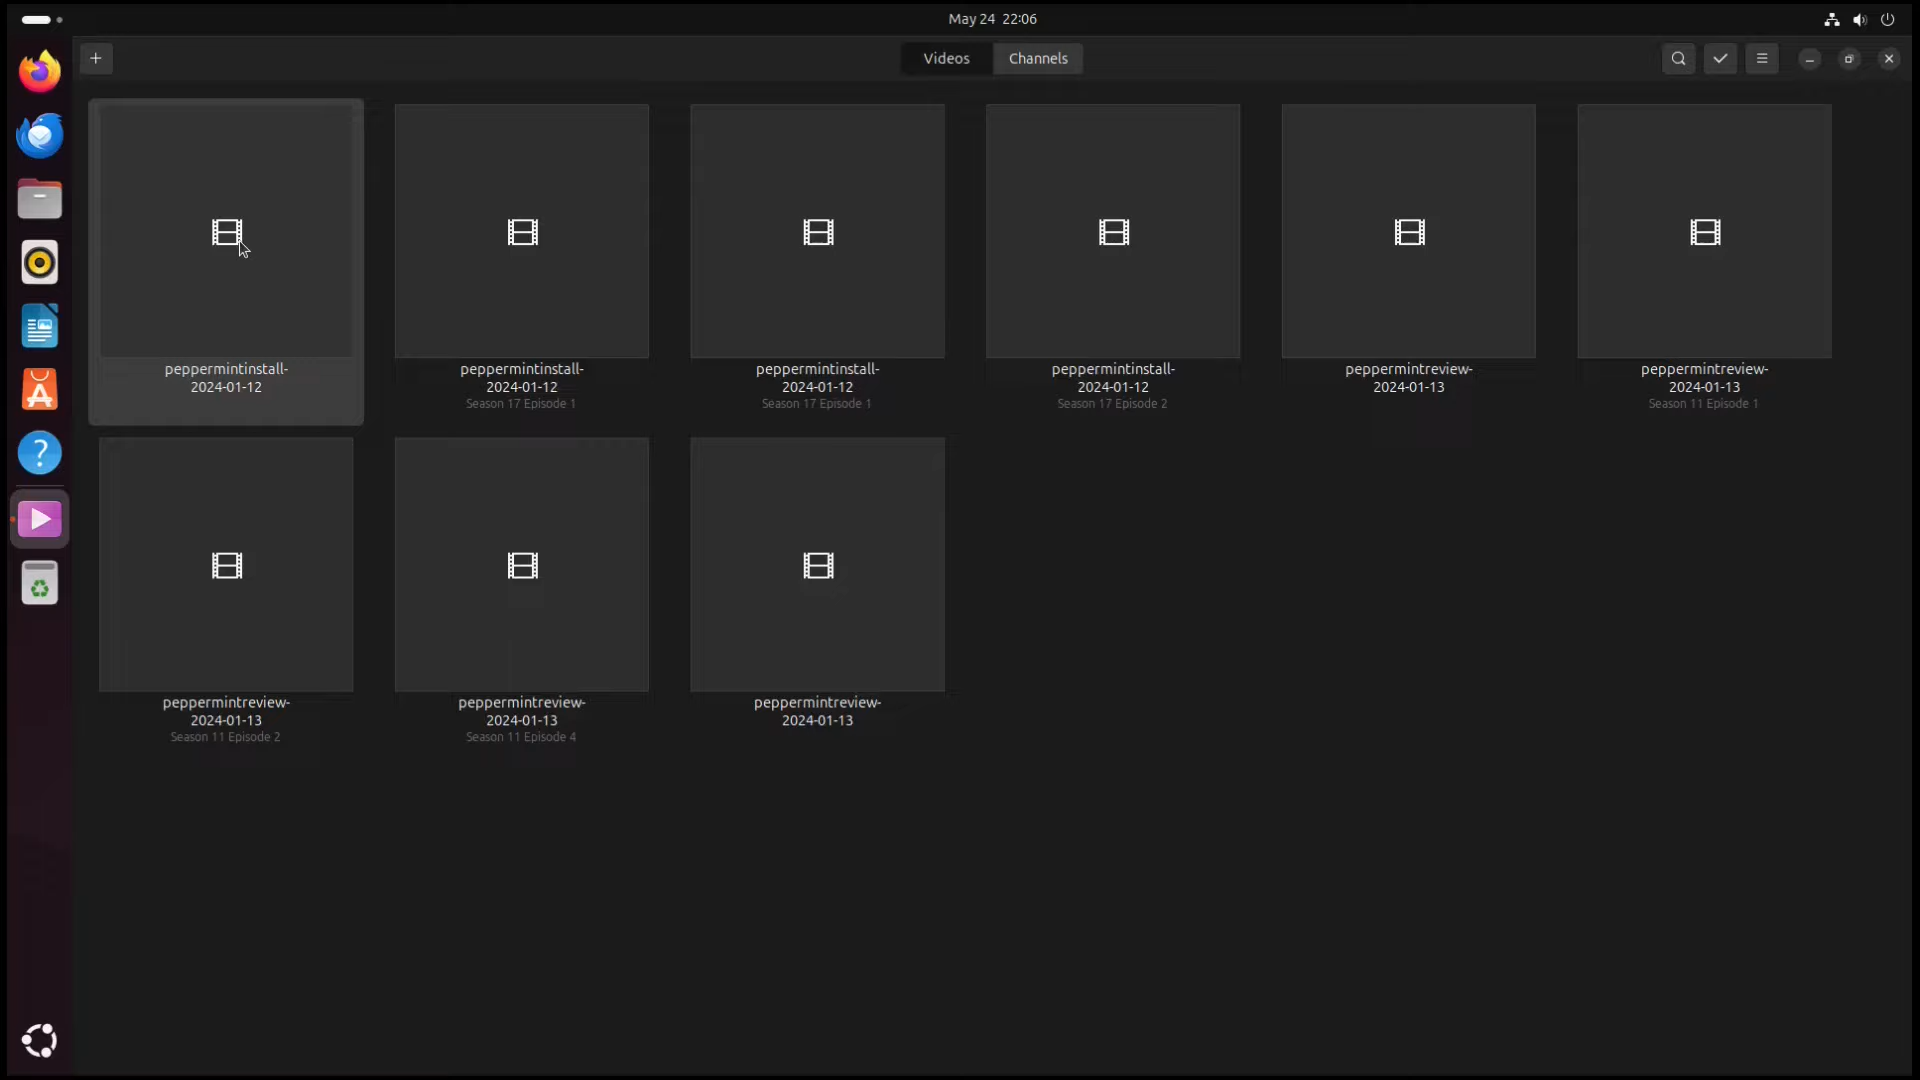 May 24 22:06
Videos
Channels
peppermintinstall-
2024-01-12
peppermintinstall-
2024-01-12
Season 17 Episode 1
peppermintinstall-
2024-01-12
Season 17 Episode 1
peppermintinstall-
2024-01-12
Season 17 Episode 2
peppermintreview-
2024-01-13
peppermintreview-
2024-01-13
Season 11 Episode 1
peppermintreview-
2024-01-13
Season 11 Episode 2
peppermintreview-
2024-01-13
Season 11 Episode 4
peppermintreview-
2024-01-13